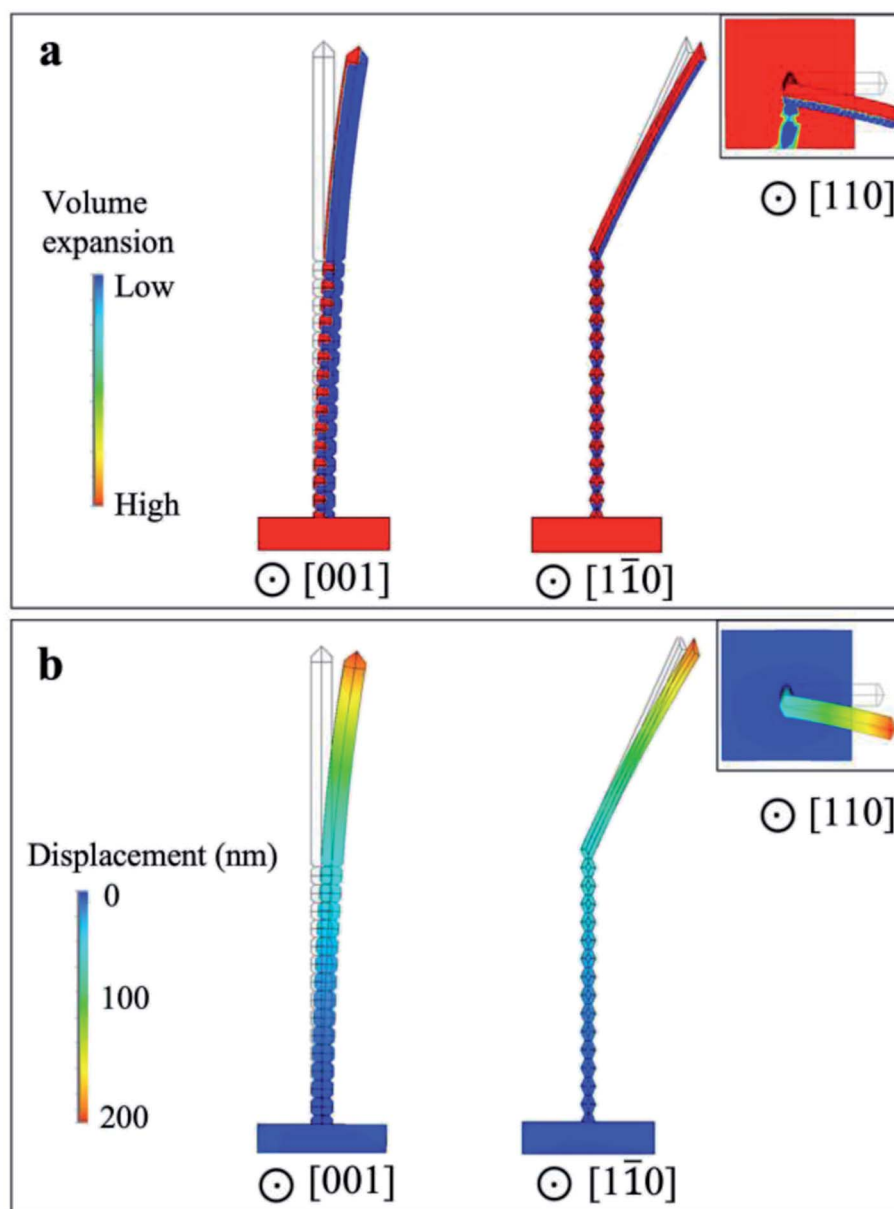 a
Volume
expansion
Low
High
⊙ [001]
⊙ [11̄0]
⊙ [110]
b
Displacement (nm)
0
100
200
⊙ [001]
⊙ [11̄0]
⊙ [110]